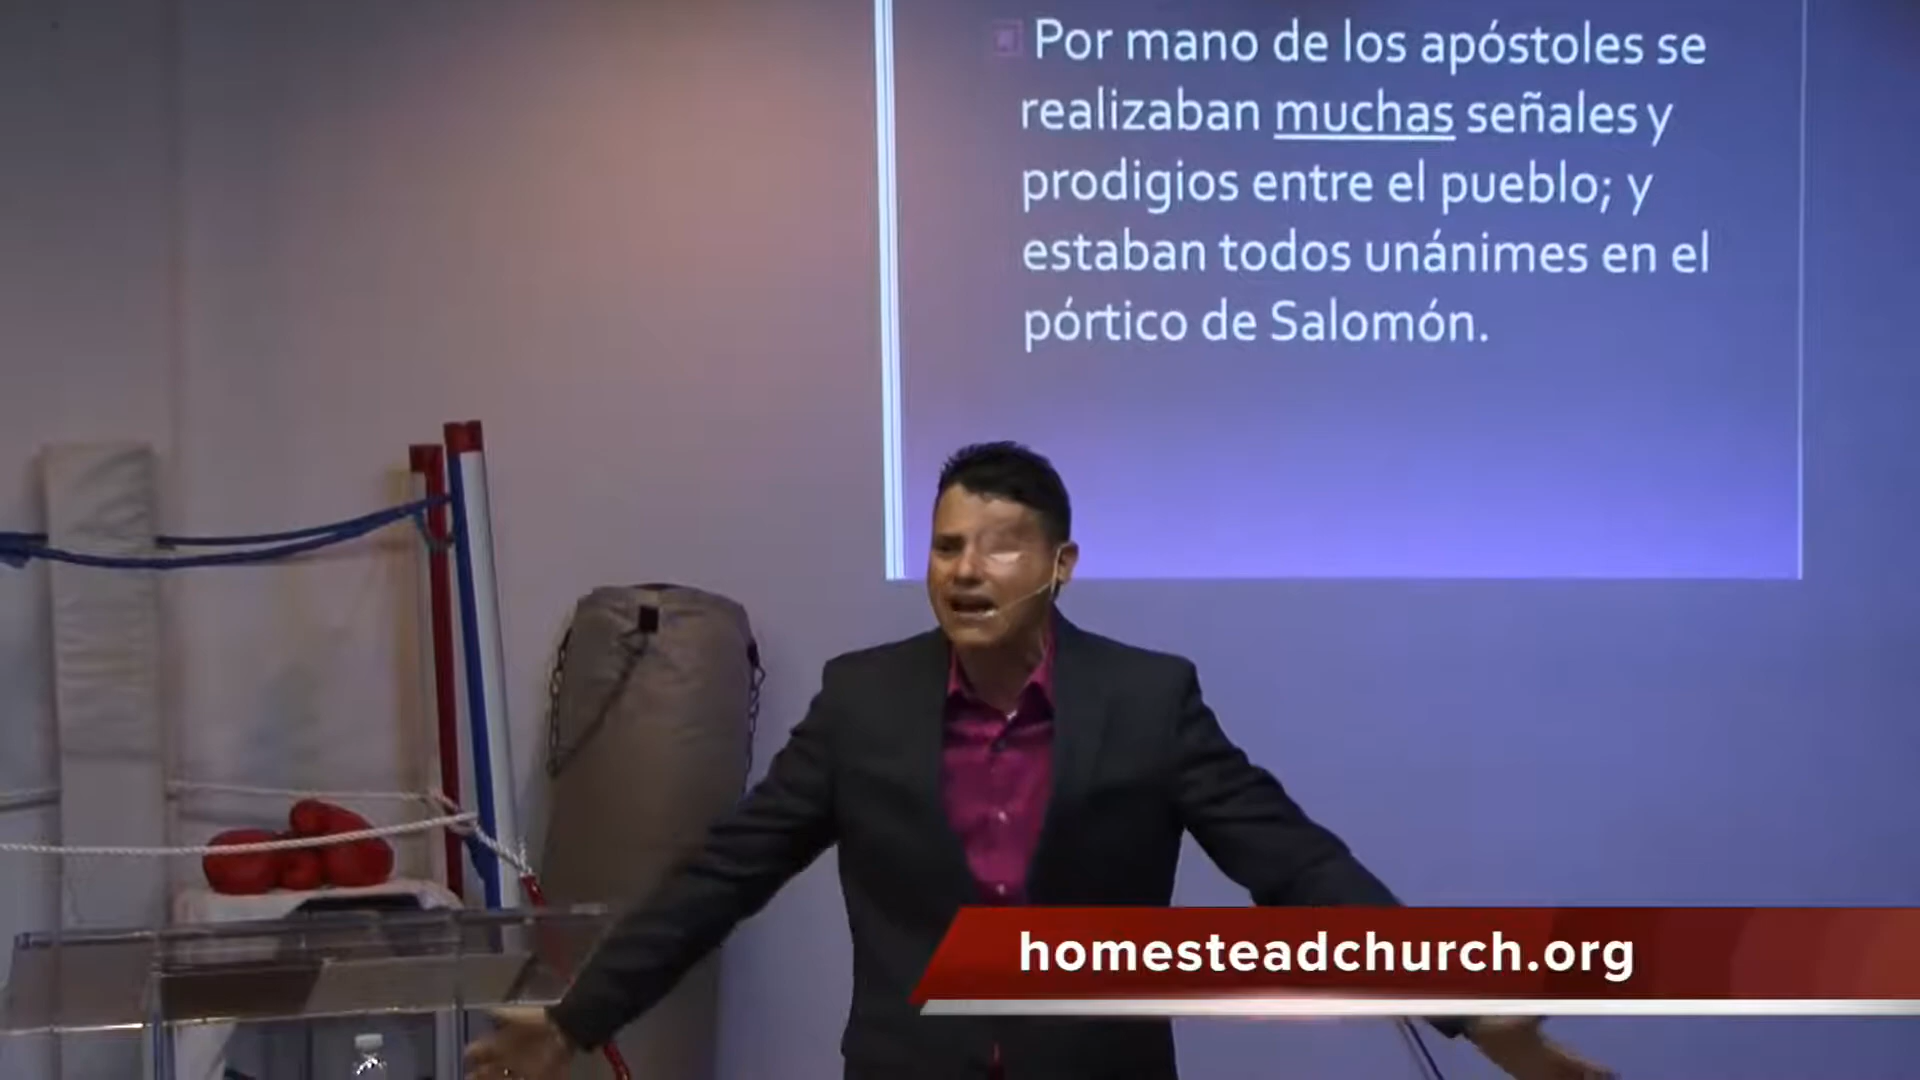 Por mano de los apóstoles se
realizaban muchas señales y
prodigios entre el pueblo; y
estaban todos unánimes en el
pórtico de Salomón.
homesteadchurch.org